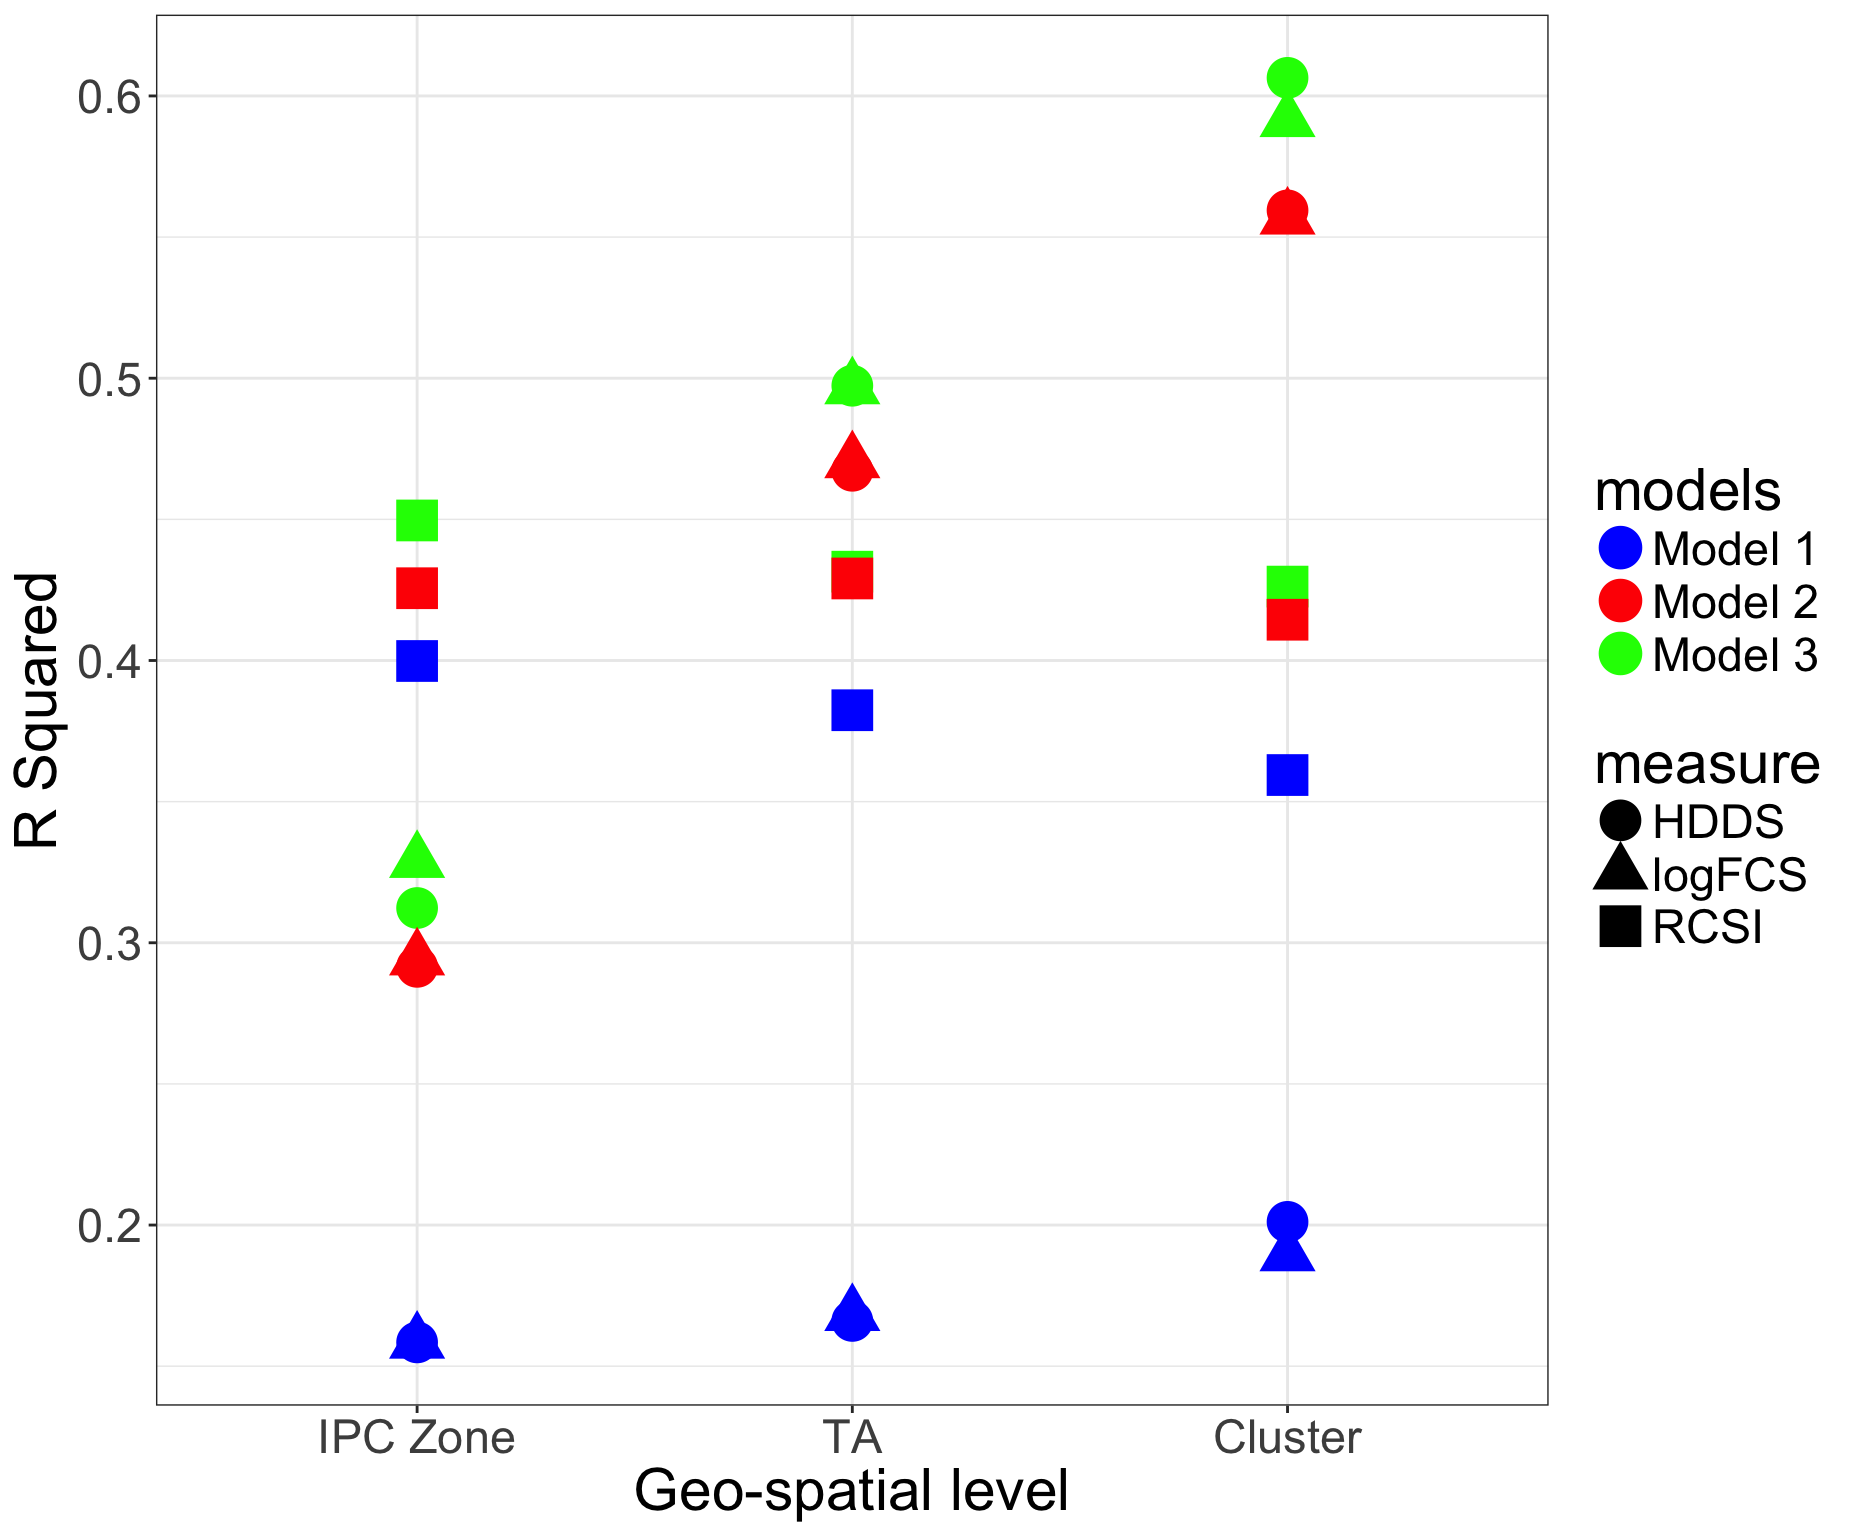 R Squared
0.6
0.5
0.4
0.3
0.2
IPC Zone
TA
Cluster
Geo-spatial level
models
Model 1
Model 2
Model 3
measure
HDDS
logFCS
RCSI